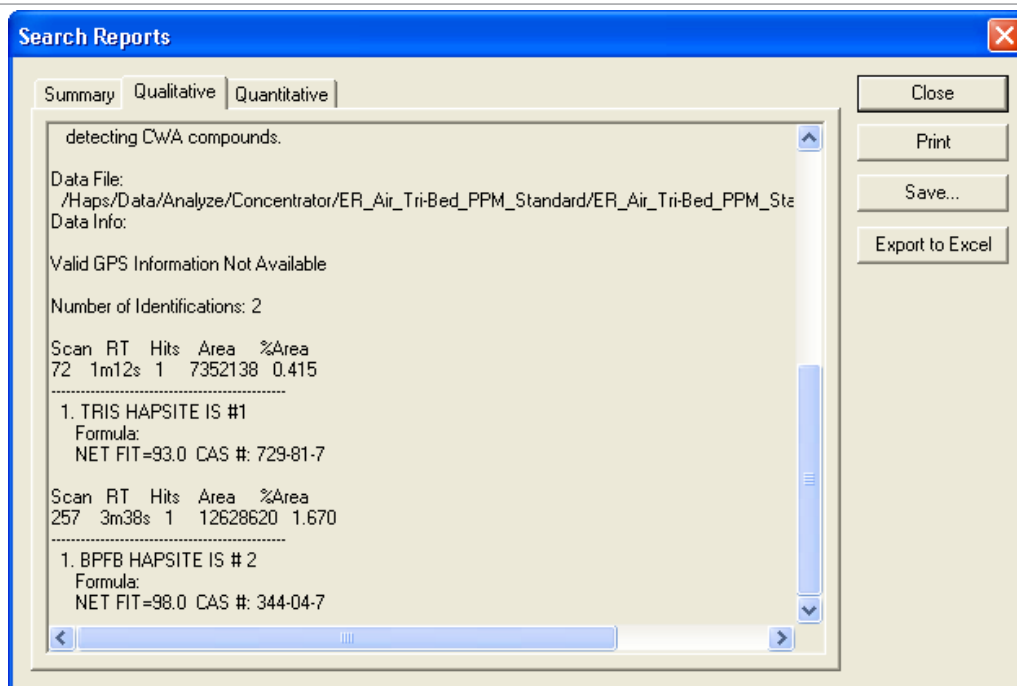 Search Reports
Summary Qualitative Quantitative
Close
Print
Save...
Export to Excel
detecting CWA compounds.
Data File:
/Haps/Data/Analyze/Concentrator/ER_Air_Tri-Bed_PPM_Standard/ER_Air_Tri-Bed_PPM_Sta
Data Info:
Valid GPS Information Not Available
Number of Identifications: 2
Scan RT Hits Area %Area
72 1m12s 1 7352138 0.415
-----------------------------------------------
1. TRIS HAPSITE IS #1
Formula:
NET FIT=93.0 CAS #: 729-81-7
Scan RT Hits Area %Area
257 3m38s 1 12628620 1.670
-----------------------------------------------
1. BPFB HAPSITE IS # 2
Formula:
NET FIT=98.0 CAS #: 344-04-7